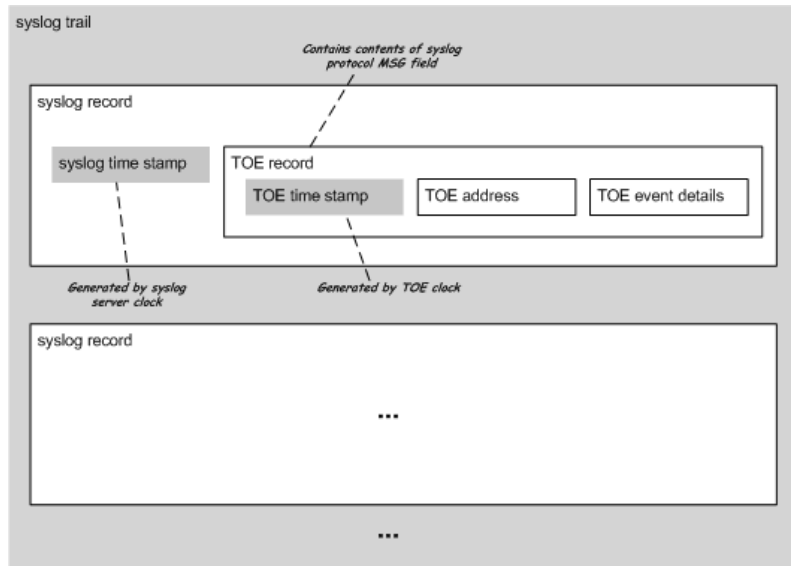 syslog trail
Contains contents of syslog
protocol MSG field
syslog record
syslog time stamp
TOE record
TOE time stamp
TOE address
TOE event details
Generated by syslog
server clock
Generated by TOE clock
syslog record
...
...